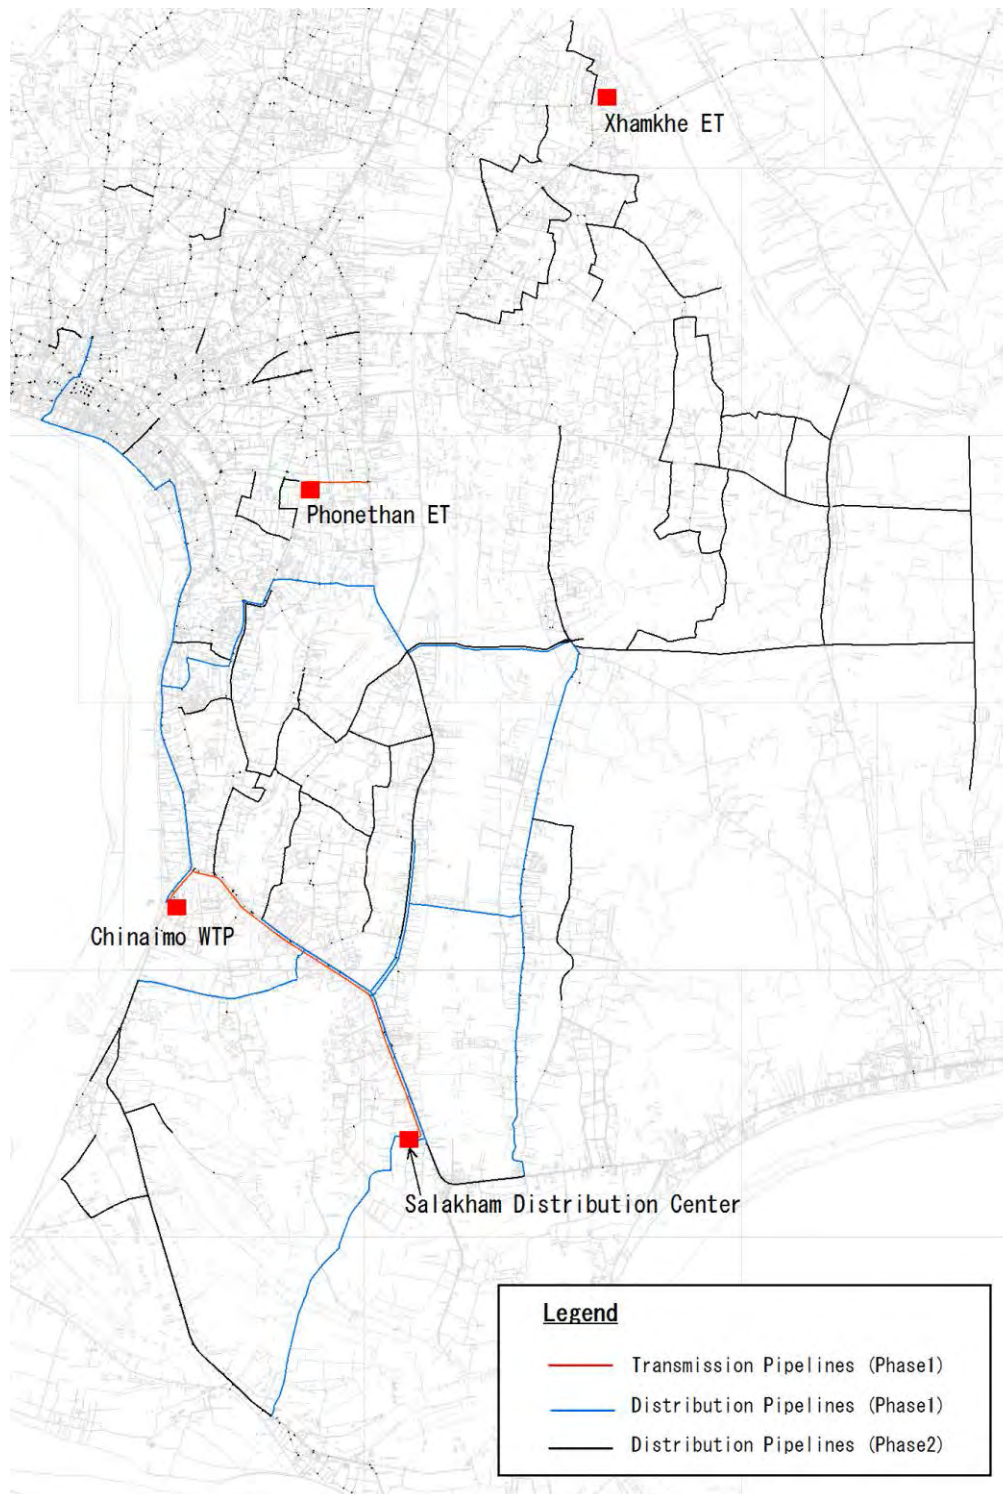 Xhamkhe ET
Phonethan ET
Chinaimo WTP
Salakham Distribution Center
Legend
Transmission Pipelines (Phase1)
Distribution Pipelines (Phase1)
Distribution Pipelines (Phase2)